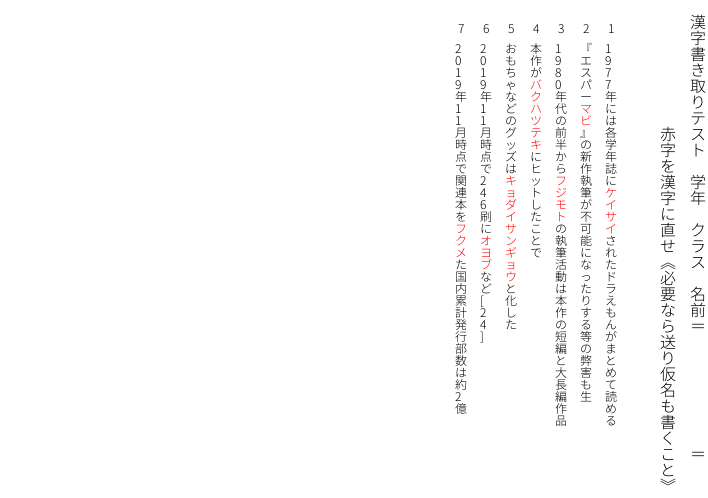 漢字書き取りテスト　学年　クラス　名前＝　　　　　　　＝
赤字を漢字に直せ《必要なら送り仮名も書くこと》
1 1977年には各学年誌にケイサイされたドラえもんがまとめて読める
2 『エスパーマビ』の新作執筆が不可能になったりする等の弊害も生
3 1980年代の前半からフジモトの執筆活動は本作の短編と大長編作品
4 本作がバクハツテキにヒットしたことで
5 おもちゃなどのグッズはキョダイサンギョウと化した
6 2019年11月時点で246刷にオヨブなど[24]
7 2019年11月時点で関連本をフクメた国内累計発行部数は約2億